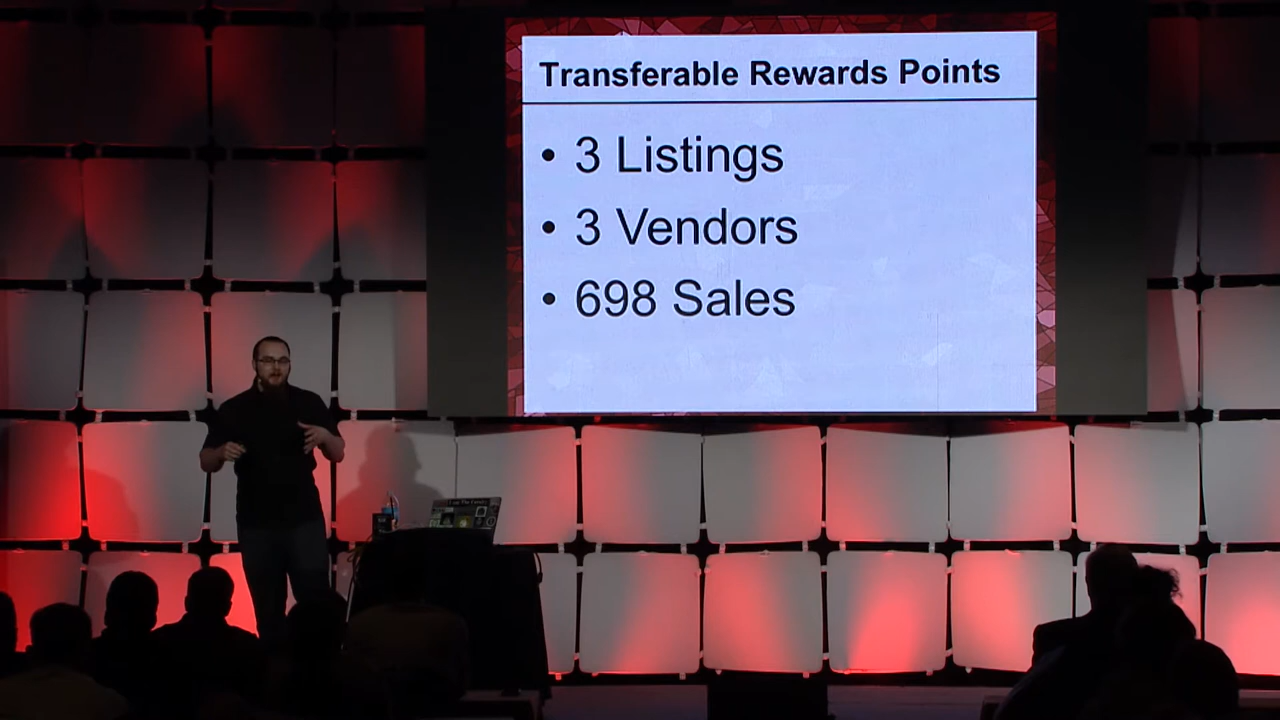 Transferable Rewards Points
• 3 Listings
• 3 Vendors
• 698 Sales